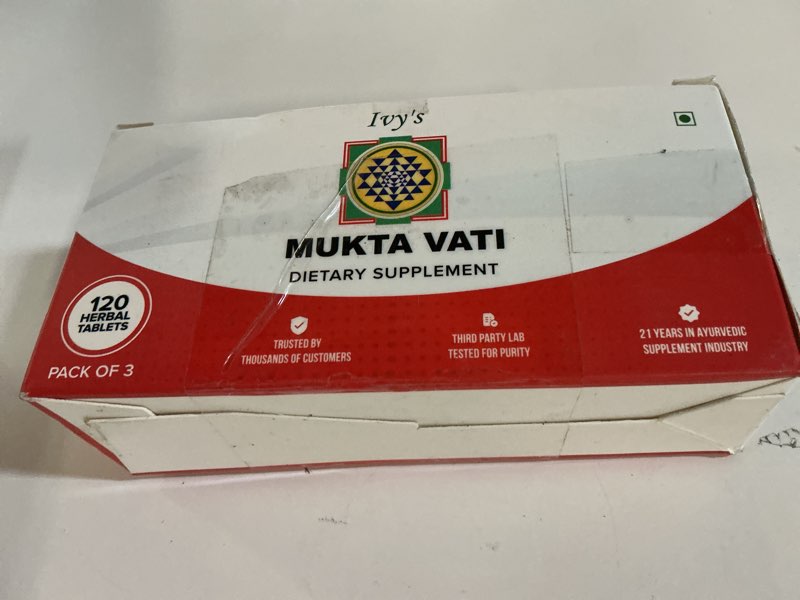 Ivy's
MUKTA VATI
DIETARY SUPPLEMENT
120
HERBAL
TABLETS
PACK OF 3
TRUSTED BY
THOUSANDS OF CUSTOMERS
THIRD PARTY LAB
TESTED FOR PURITY
21 YEARS IN AYURVEDIC
SUPPLEMENT INDUSTRY